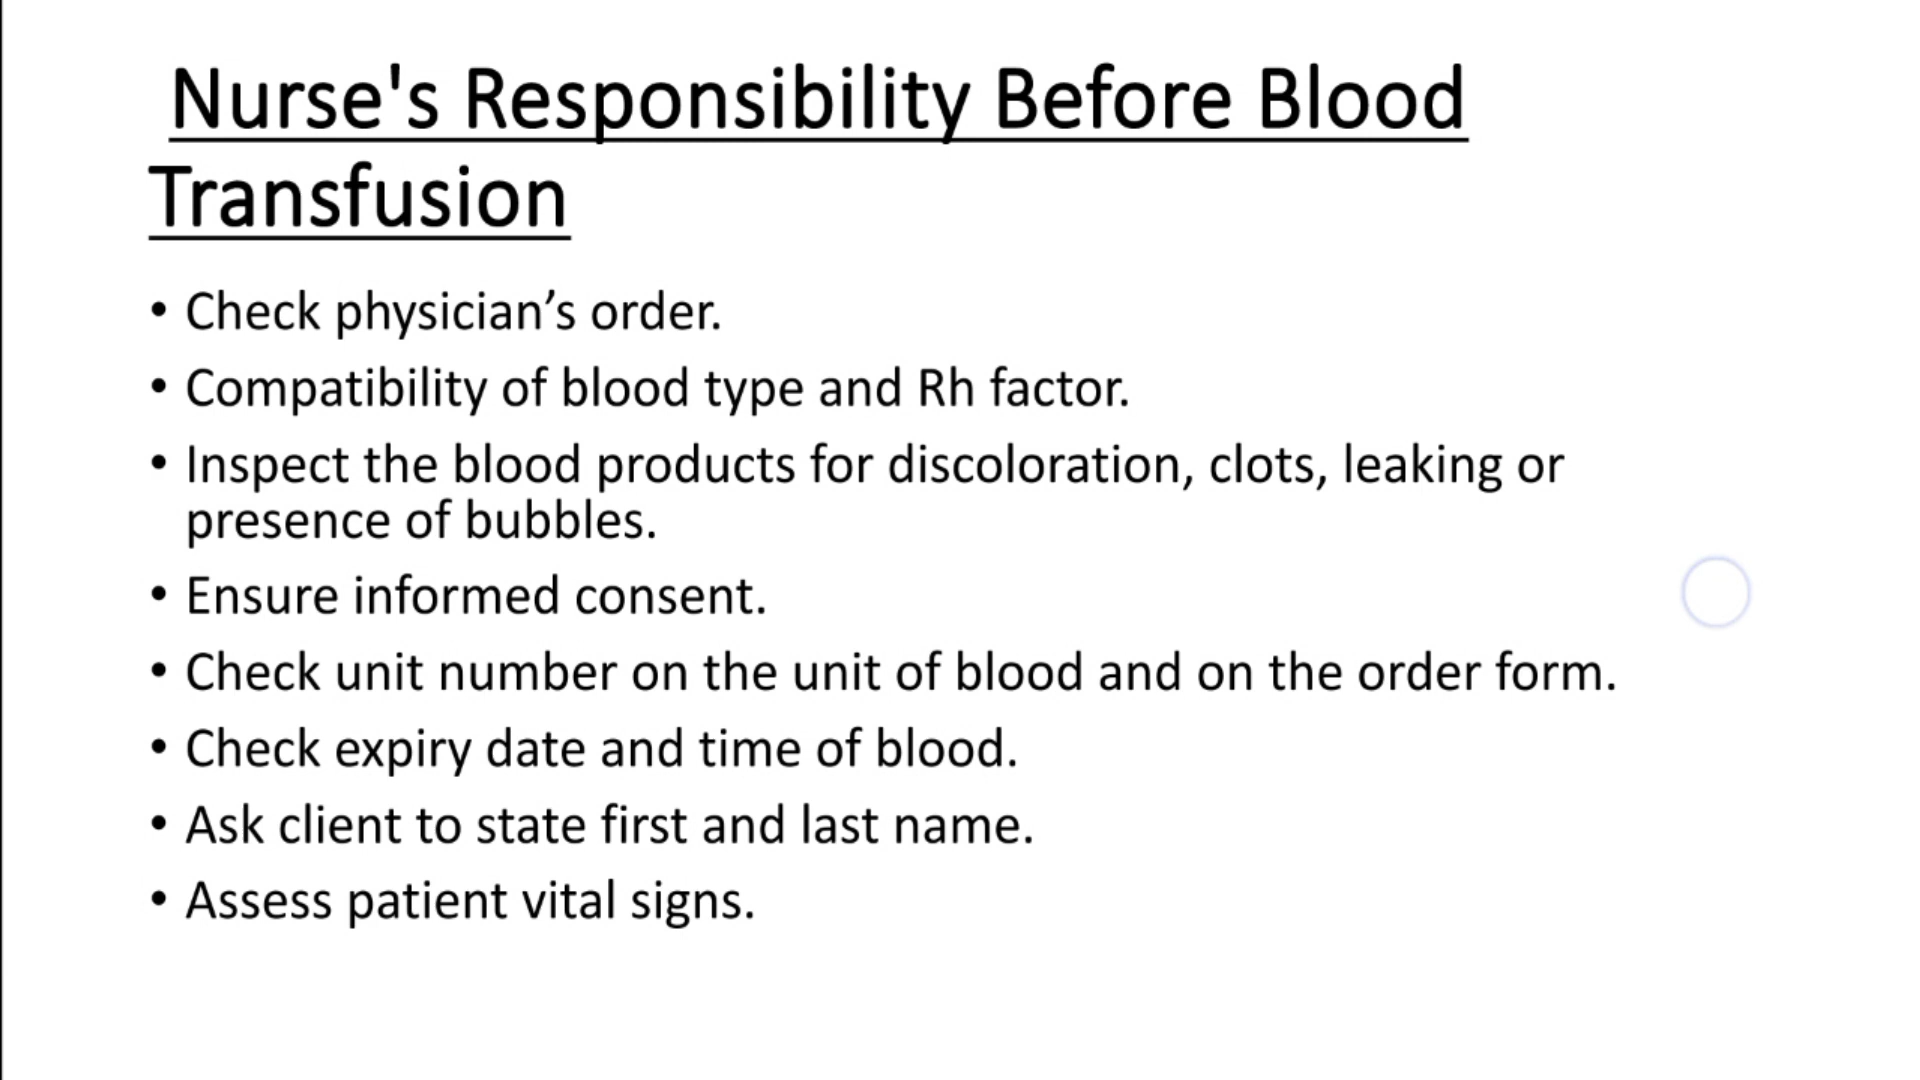 Nurse's Responsibility Before Blood
Transfusion
• Check physician’s order.
• Compatibility of blood type and Rh factor.
• Inspect the blood products for discoloration, clots, leaking or
presence of bubbles.
• Ensure informed consent.
• Check unit number on the unit of blood and on the order form.
• Check expiry date and time of blood.
• Ask client to state first and last name.
• Assess patient vital signs.